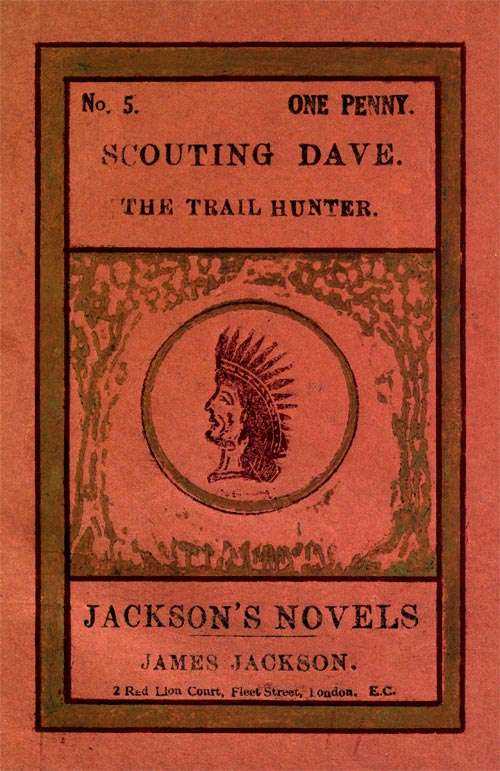 No. 5. ONE PENNY.
SCOUTING DAVE.
THE TRAIL HUNTER.
JACKSON'S NOVELS
JAMES JACKSON.
2 Red Lion Court, Fleet Street, London. E.C.